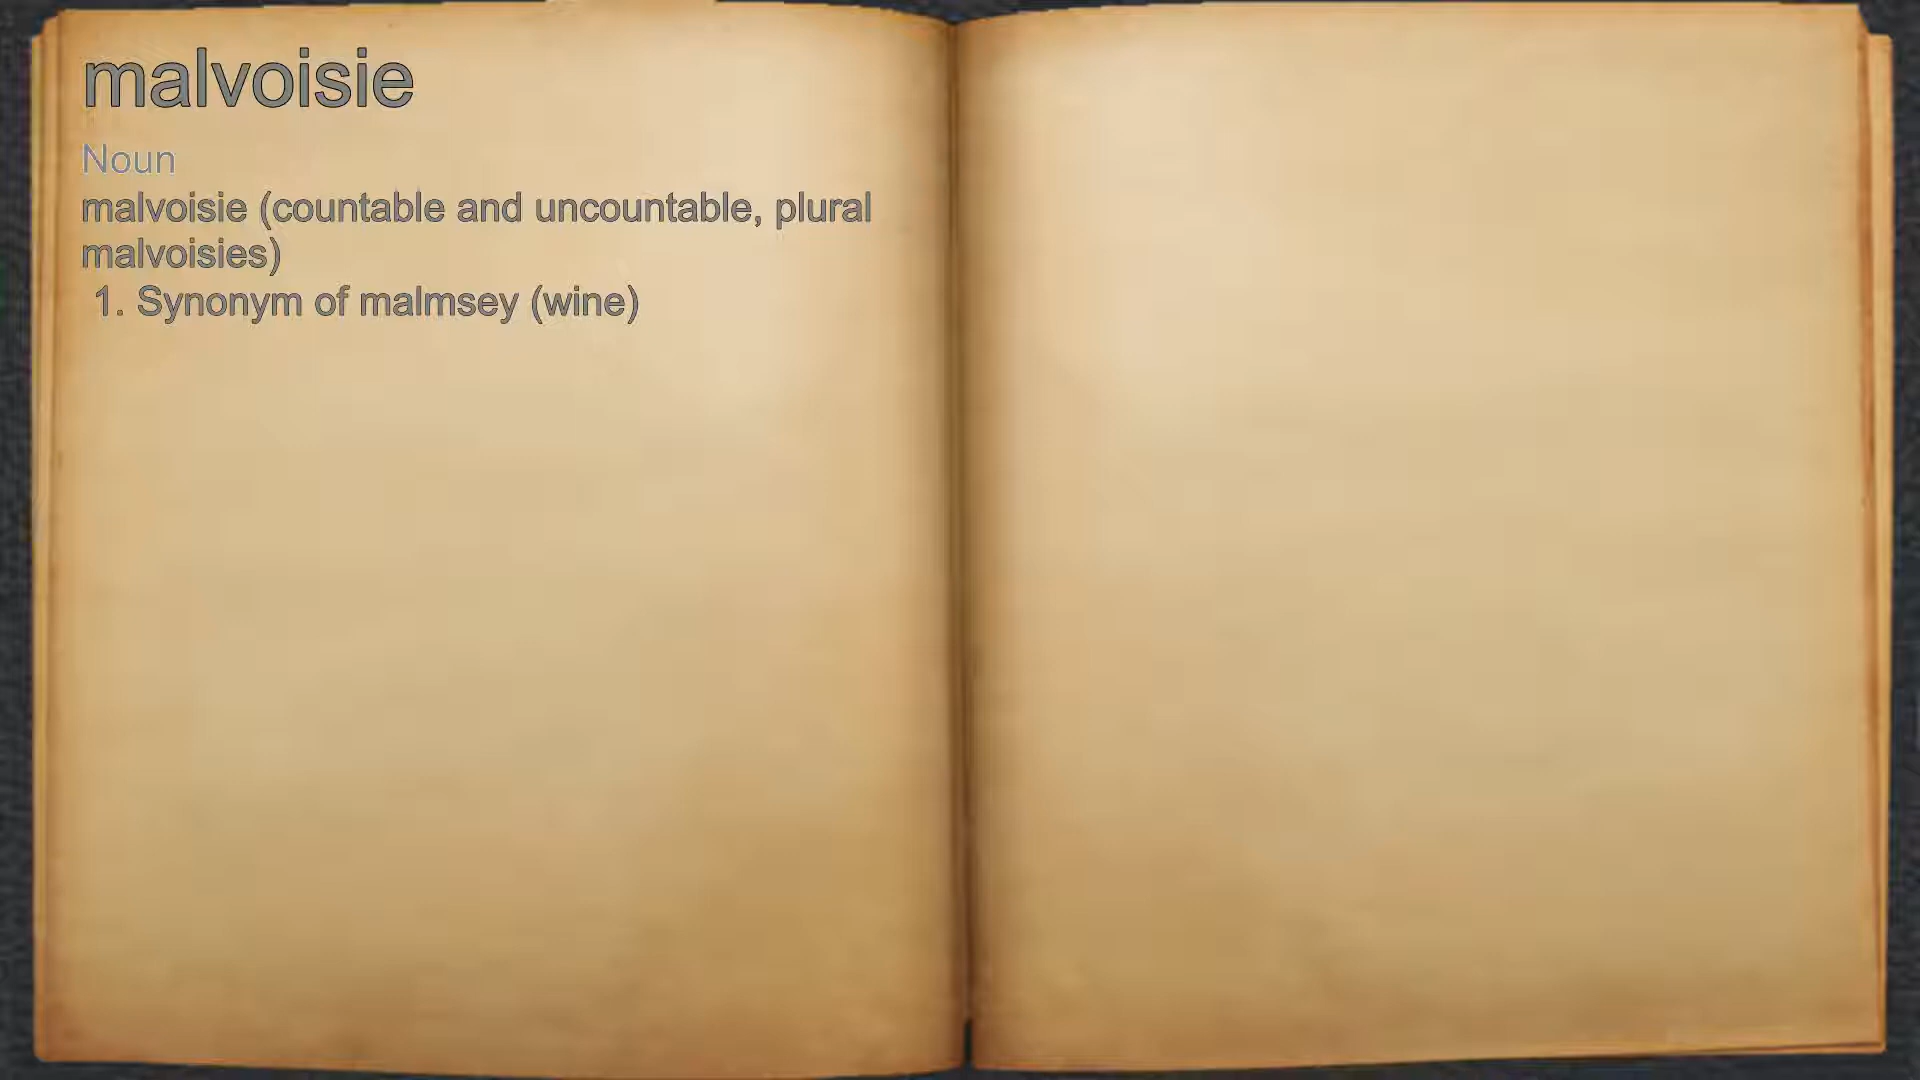 malvoisie
Noun
malvoisie (countable and uncountable, plural
malvoisies)
1. Synonym of malmsey (wine)